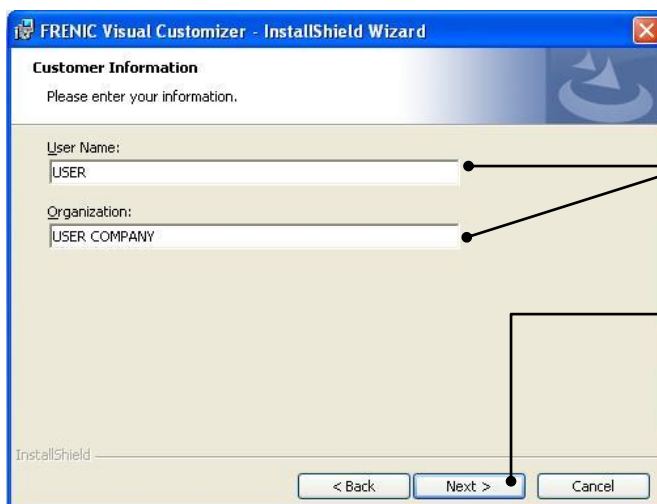 FRENIC Visual Customizer - InstallShield Wizard
Customer Information
Please enter your information.
User Name:
USER
Organization:
USER COMPANY
InstallShield
< Back Next > Cancel